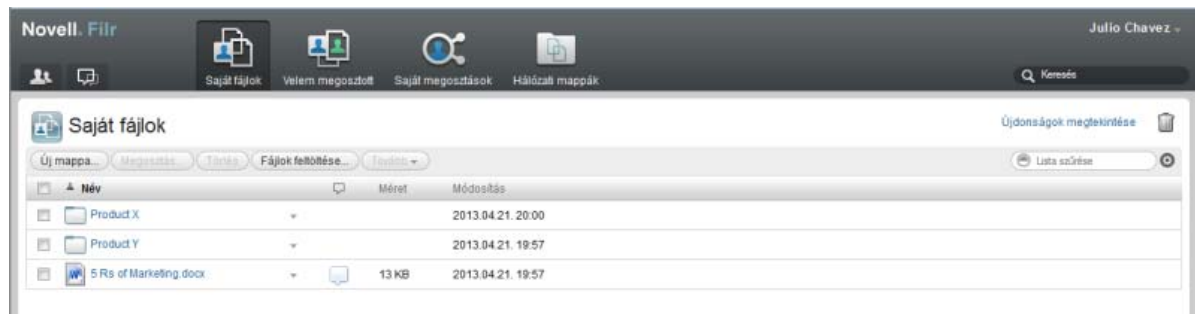 Novell. Filr
Julio Chavez
Saját fájlok Velem megosztott Saját megosztások Hálózati mappák
Keresés
Saját fájlok
Újdonságok megtekintése
Új mappa... Megosztás... Törlés Fájlok feltöltése... Tovább
Lista szűrése
Név Méret Módosítás
Product X 2013.04.21. 20:00
Product Y 2013.04.21. 19:57
5 Rs of Marketing.docx 13 KB 2013.04.21. 19:57